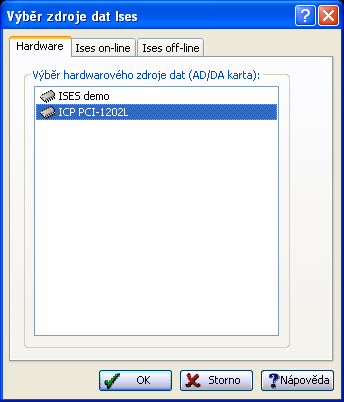 Výběr zdroje dat Ises
Hardware Ises on-line Ises off-line
Výběr hardwarového zdroje dat (AD/DA karta):
ISES demo
ICP PCI-1202L
OK Storno Nápověda